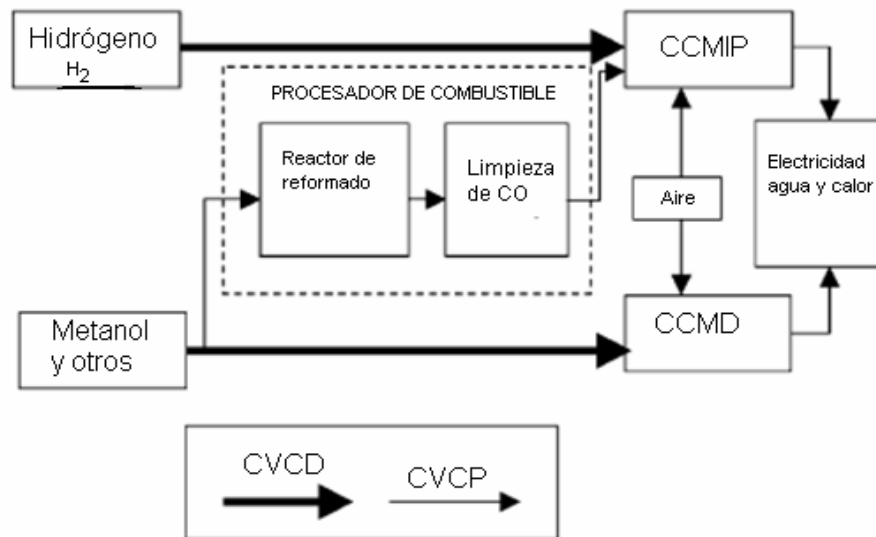 Hidrógeno
H2
CCMIP
PROCESADOR DE COMBUSTIBLE
Reactor de
reformado
Limpieza
de CO
Electricidad
agua y calor
Aire
Metanol
y otros
CCMD
CVCD
CVCP